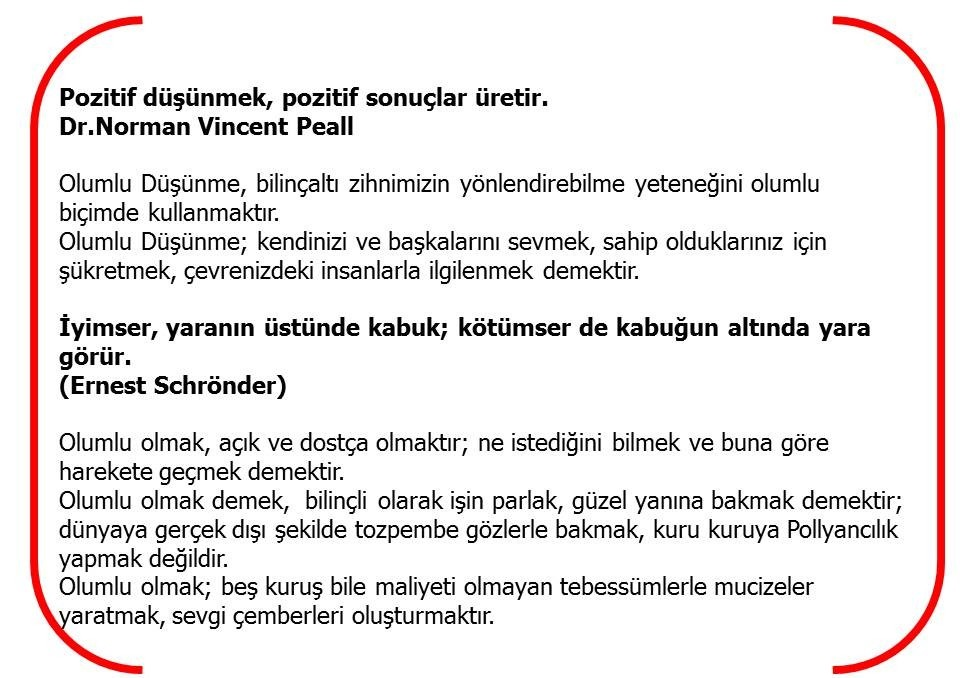 Pozitif düşünmek, pozitif sonuçlar üretir.
Dr.Norman Vincent Peall
Olumlu Düşünme, bilinçaltı zihnimizin yönlendirebilme yeteneğini olumlu
biçimde kullanmaktır.
Olumlu Düşünme; kendinizi ve başkalarını sevmek, sahip olduklarınız için
şükretmek, çevrenizdeki insanlarla ilgilenmek demektir.
İyimser, yaranın üstünde kabuk; kötümser de kabuğun altında yara
görür.
(Ernest Schrönder)
Olumlu olmak, açık ve dostça olmaktır; ne istediğini bilmek ve buna göre
harekete geçmek demektir.
Olumlu olmak demek, bilinçli olarak işin parlak, güzel yanına bakmak demektir;
dünyaya gerçek dışı şekilde tozpembe gözlerle bakmak, kuru kuruya Pollyancılık
yapmak değildir.
Olumlu olmak; beş kuruş bile maliyeti olmayan tebessümlerle mucizeler
yaratmak, sevgi çemberleri oluşturmaktır.